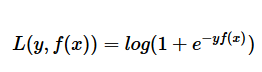 L(y, f(x)) = log(1 + e^{-yf(x)})